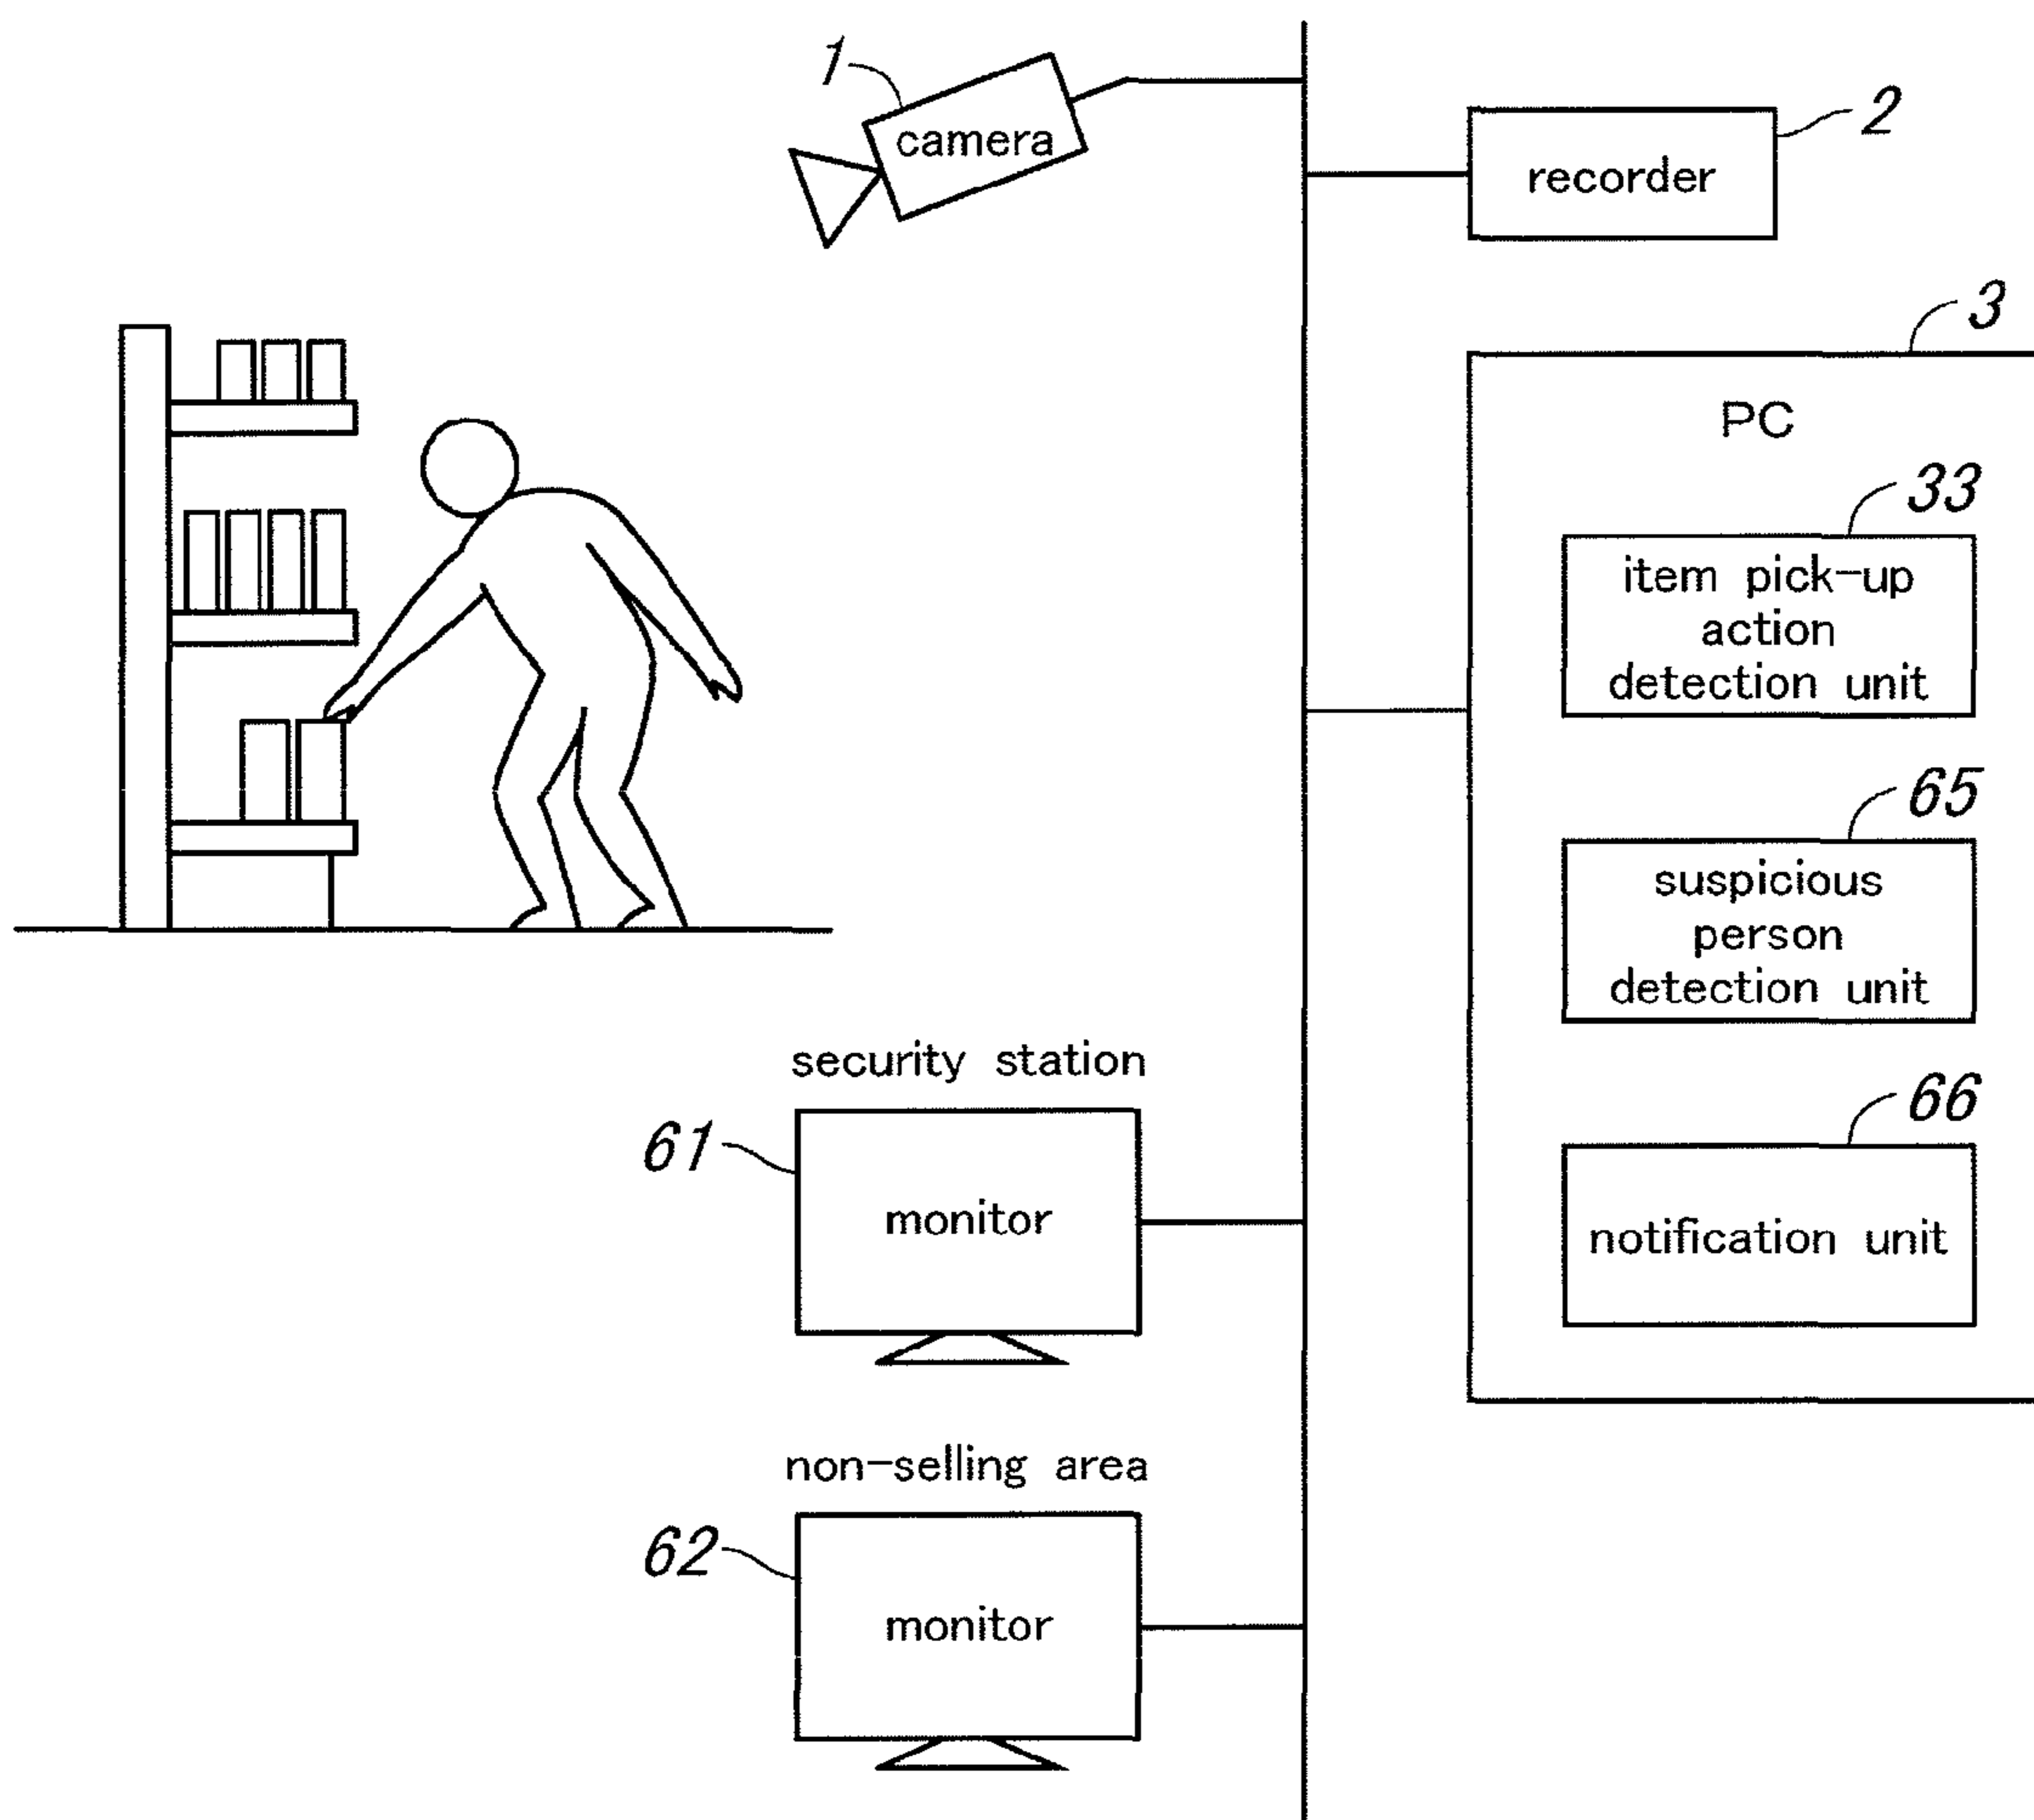 1
camera
2
recorder
3
PC
33
item pick-up
action
detection unit
65
suspicious
person
detection unit
66
notification unit
security station
61
monitor
non-selling area
62
monitor